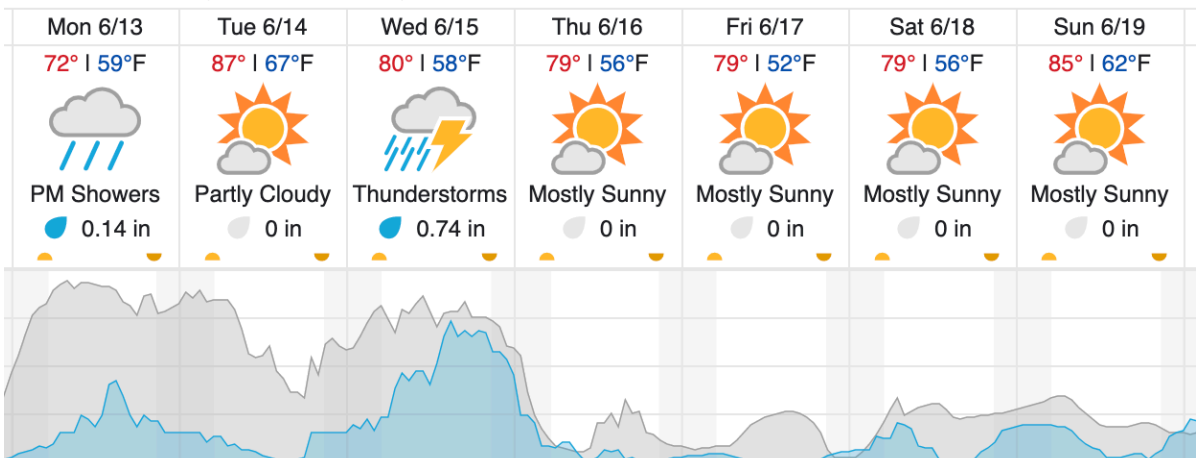 Mon 6/13 Tue 6/14 Wed 6/15 Thu 6/16 Fri 6/17 Sat 6/18 Sun 6/19
72° | 59°F 87° | 67°F 80° | 58°F 79° | 56°F 79° | 52°F 79° | 56°F 85° | 62°F
PM Showers Partly Cloudy Thunderstorms Mostly Sunny Mostly Sunny Mostly Sunny Mostly Sunny
0.14 in 0 in 0.74 in 0 in 0 in 0 in 0 in